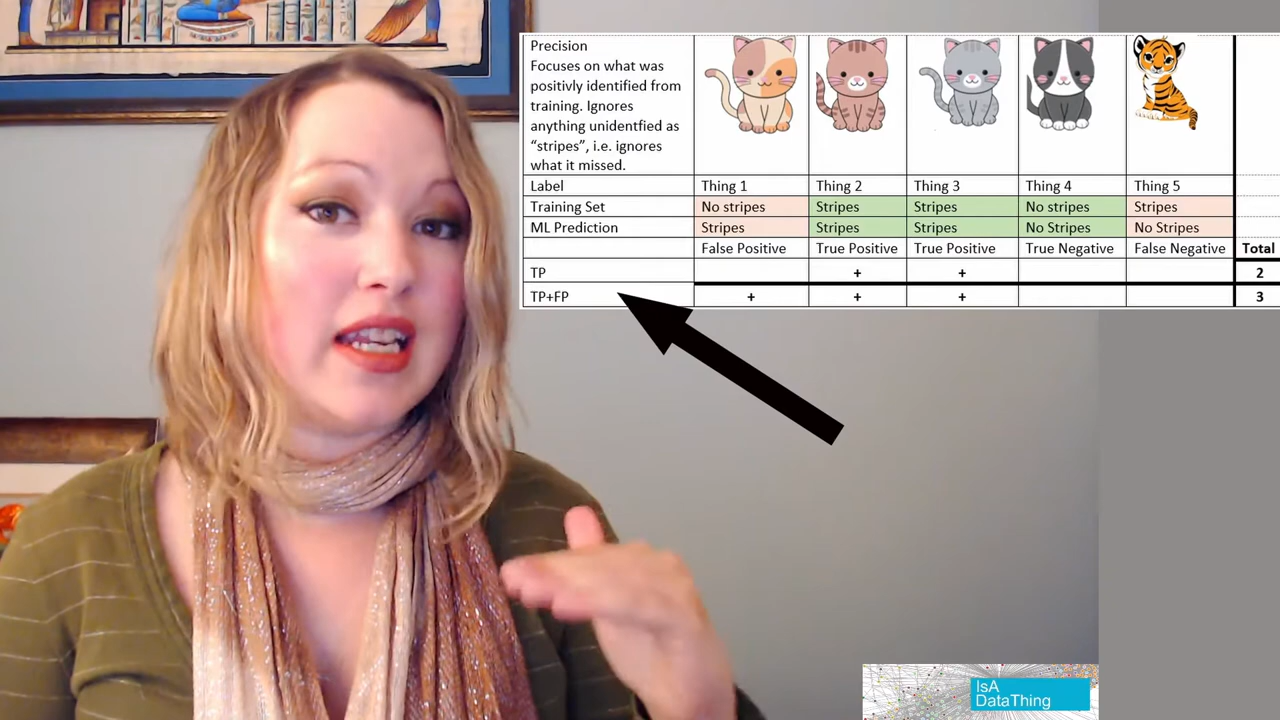 Precision
Focuses on what was
positivly identified from
training. Ignores
anything unidentfied as
"stripes", i.e. ignores
what it missed.
Label Thing 1 Thing 2 Thing 3 Thing 4 Thing 5
Training Set No stripes Stripes Stripes No stripes Stripes
ML Prediction Stripes Stripes Stripes No Stripes No Stripes
False Positive True Positive True Positive True Negative False Negative Total
TP + + 2
TP+FP + + + 3
IsA
DataThing